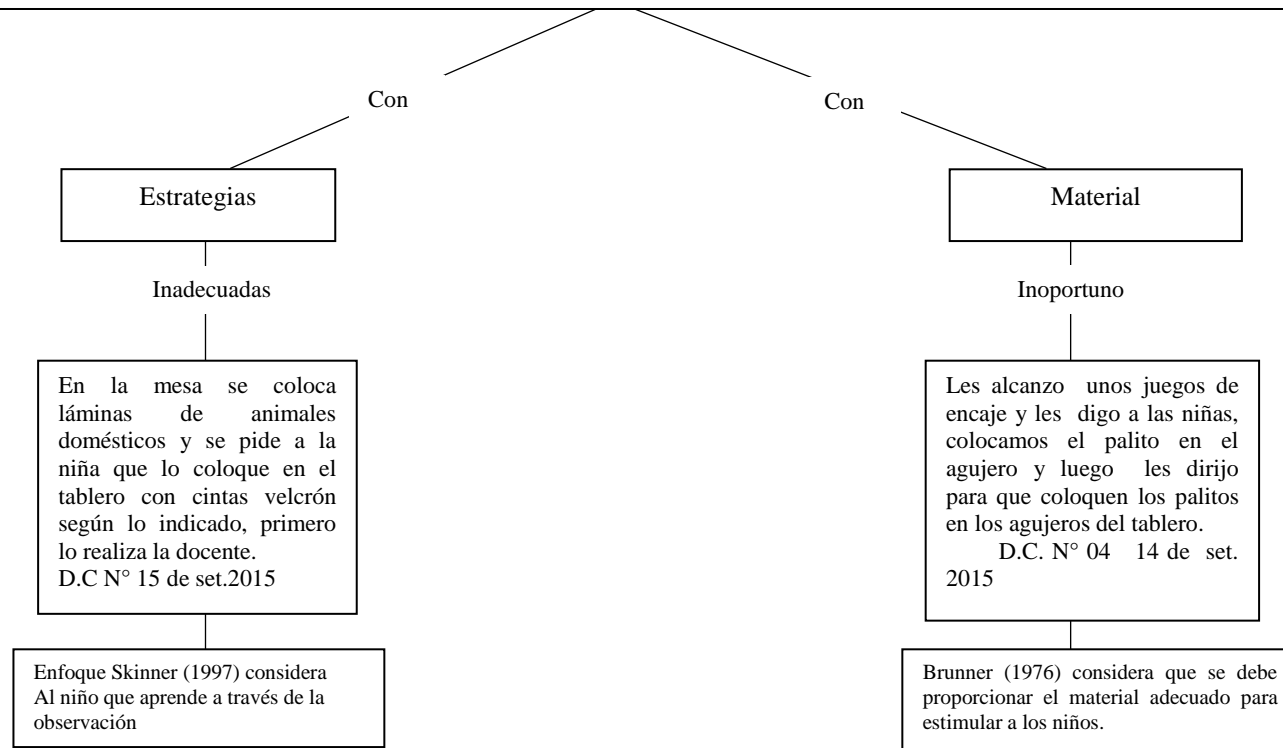 Con
Estrategias
Inadecuadas
En la mesa se coloca
láminas de animales
domésticos y se pide a la
niña que lo coloque en el
tablero con cintas velcrón
según lo indicado, primero
lo realiza la docente.
D.C N° 15 de set.2015
Enfoque Skinner (1997) considera
Al niño que aprende a través de la
observación
Con
Material
Inoportuno
Les alcanzo unos juegos de
encaje y les digo a las niñas,
colocamos el palito en el
agujero y luego les dirijo
para que coloquen los palitos
en los agujeros del tablero.
D.C. N° 04 14 de set.
2015
Brunner (1976) considera que se debe
proporcionar el material adecuado para
estimular a los niños.